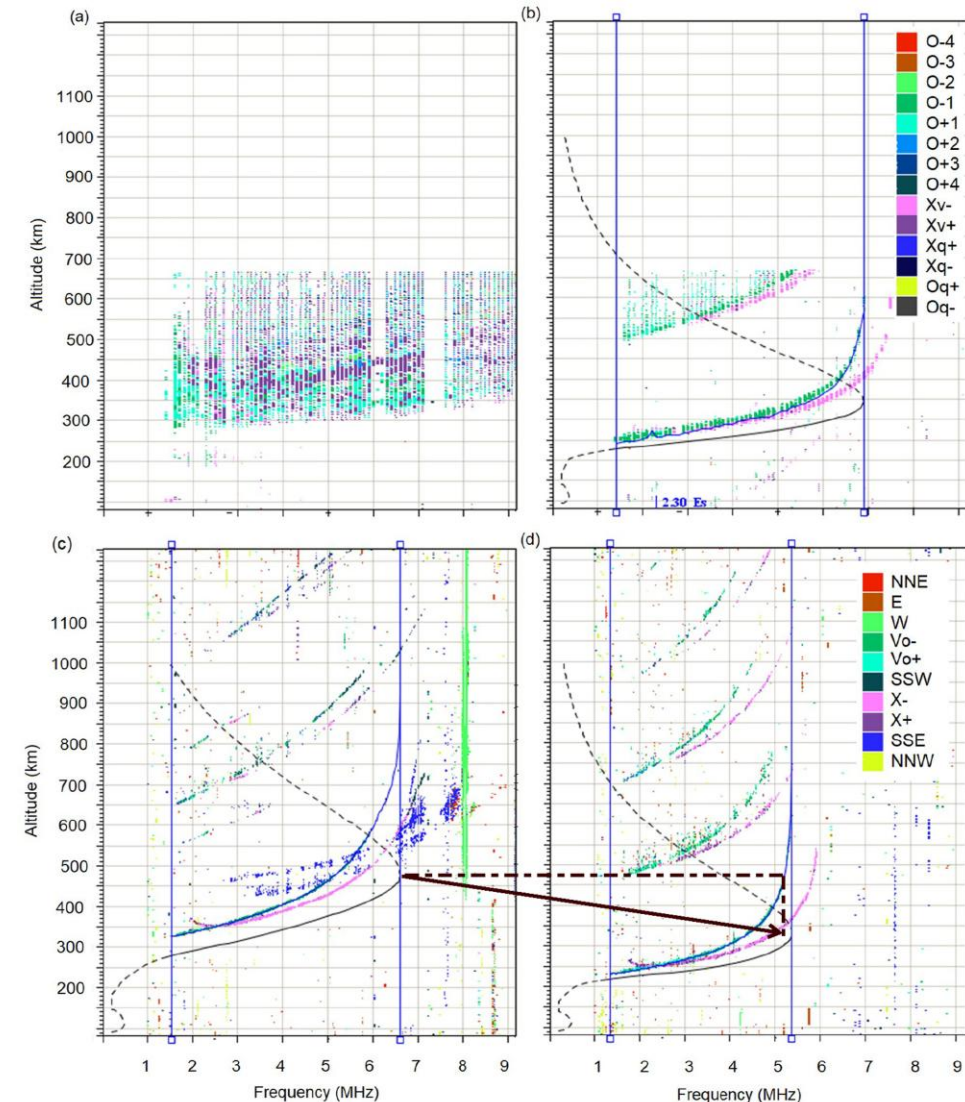 (a)
(b)
Altitude (km)
1100
1000
900
800
700
600
500
400
300
200
O-4
O-3
O-2
O-1
O+1
O+2
O+3
O+4
Xv-
Xv+
Xq+
Xq-
Oq+
Oq-
2.30 Es
(c)
(d)
Altitude (km)
1100
1000
900
800
700
600
500
400
300
200
NNE
E
W
Vo-
Vo+
SSW
X-
X+
SSE
NNW
1 2 3 4 5 6 7 8 9
1 2 3 4 5 6 7 8 9
Frequency (MHz)
Frequency (MHz)